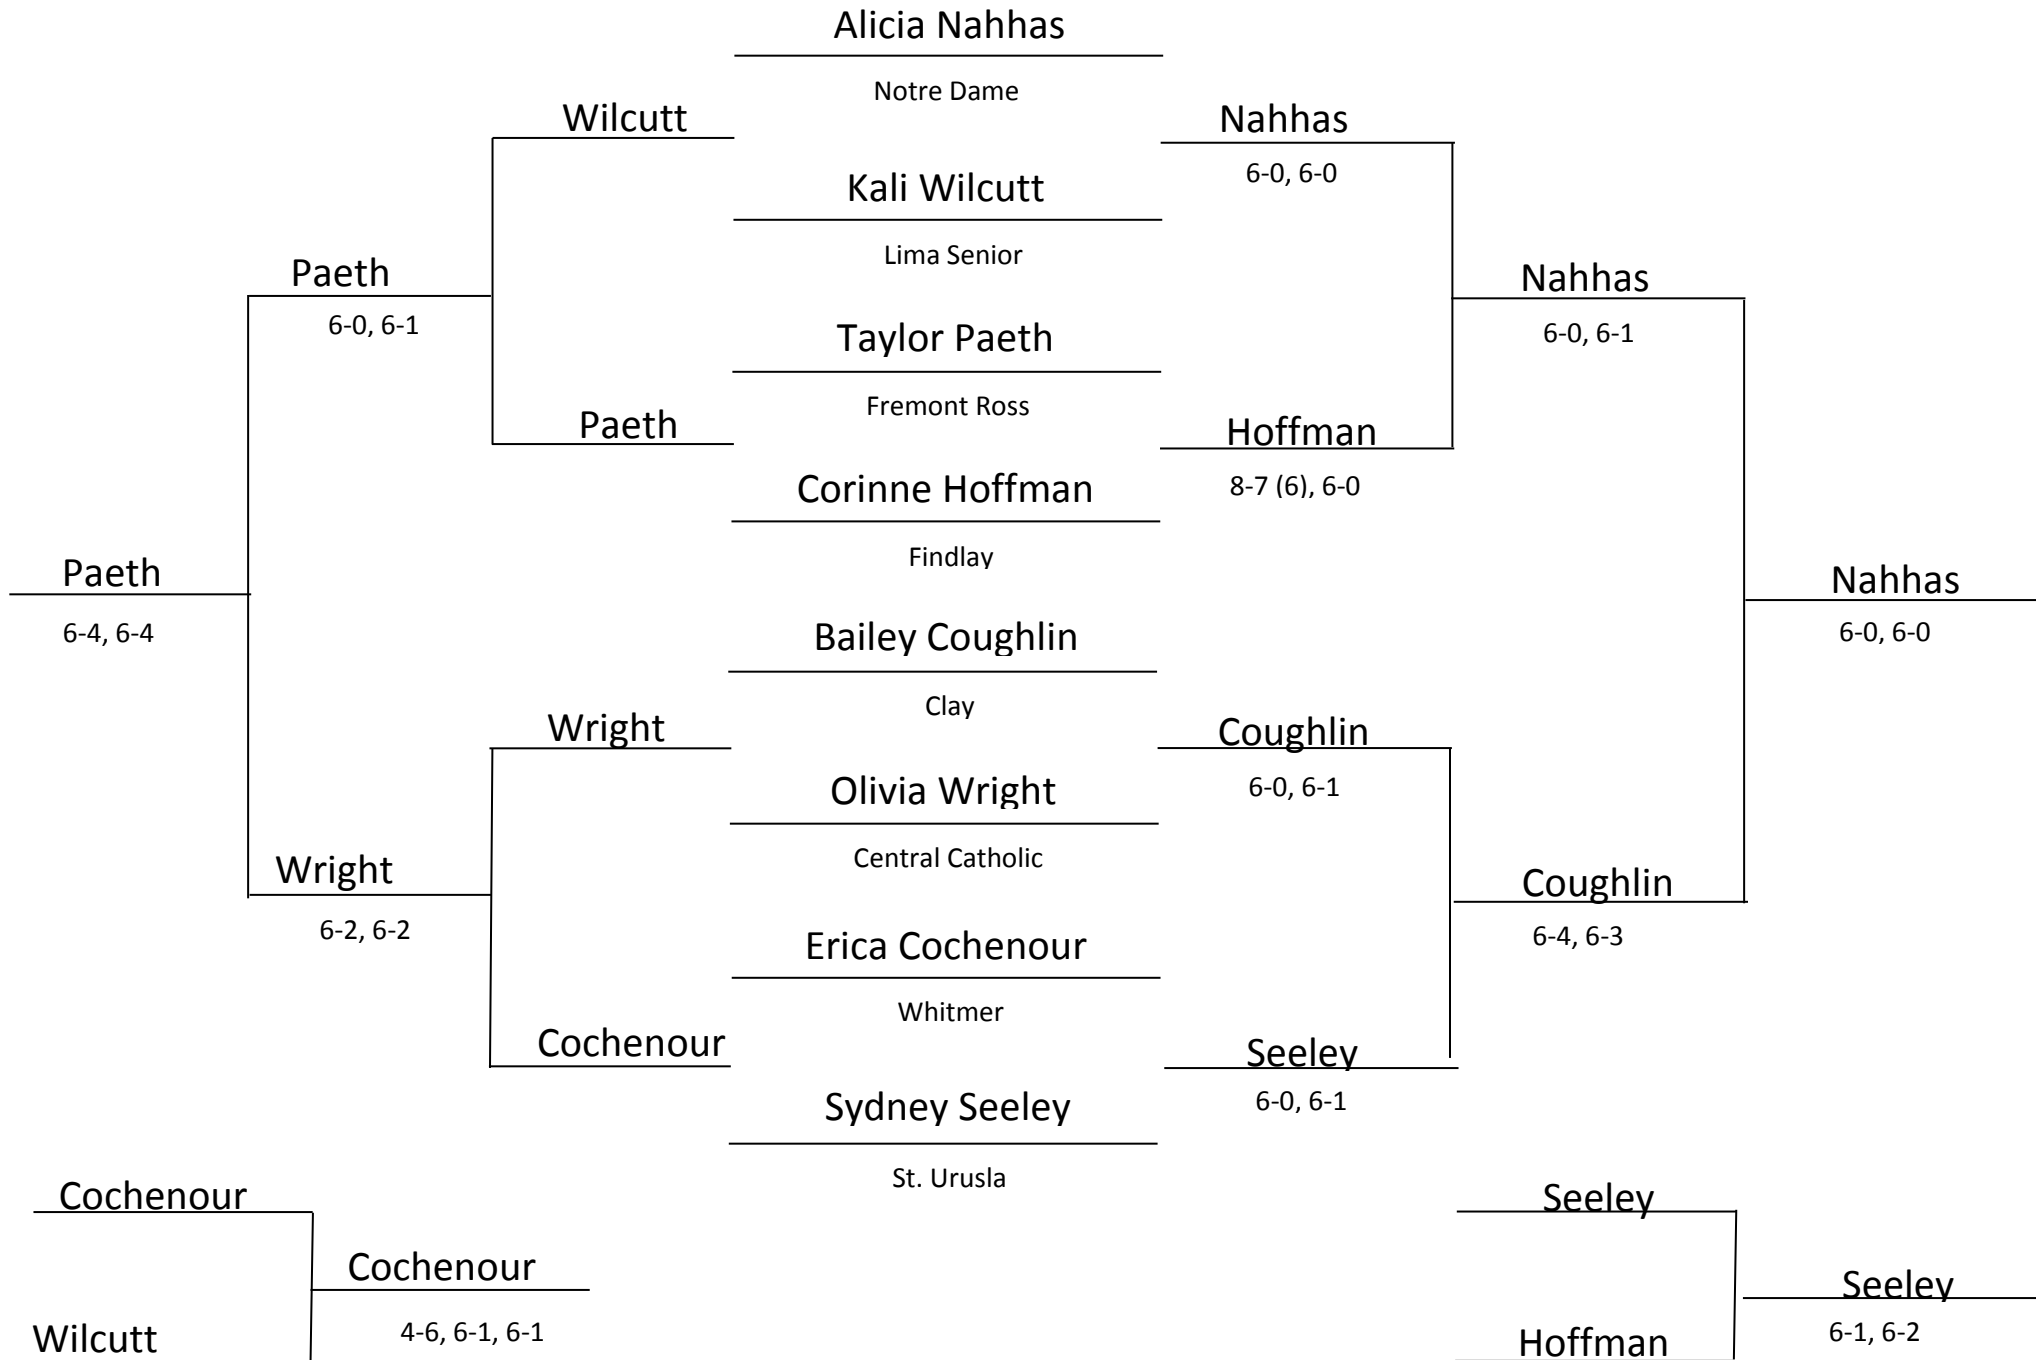 Alicia Nahhas
Notre Dame
Wilcutt
Nahhas
6-0, 6-0
Kali Wilcutt
Lima Senior
Paeth
6-0, 6-1
Nahhas
6-0, 6-1
Taylor Paeth
Fremont Ross
Paeth
Hoffman
8-7 (6), 6-0
Corinne Hoffman
Findlay
Paeth
6-4, 6-4
Nahhas
6-0, 6-0
Bailey Coughlin
Clay
Wright
Coughlin
6-0, 6-1
Olivia Wright
Central Catholic
Wright
6-2, 6-2
Coughlin
6-4, 6-3
Erica Cochenour
Whitmer
Cochenour
Seeley
6-0, 6-1
Sydney Seeley
St. Urusla
Cochenour
Cochenour
4-6, 6-1, 6-1
Wilcutt
Seeley
Seeley
6-1, 6-2
Hoffman